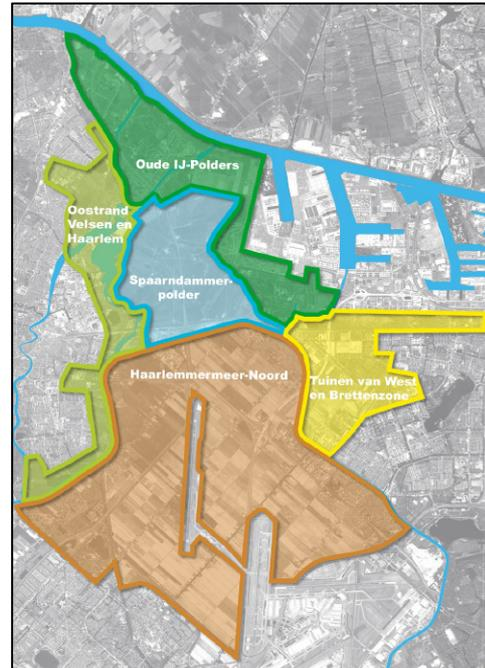 Oude IJ-Polders
Oostrand
Velsen en
Haarlem
Spaarndammer-
polder
Haarlemmermeer-Noord
Tuinen van West
en Brettenzone